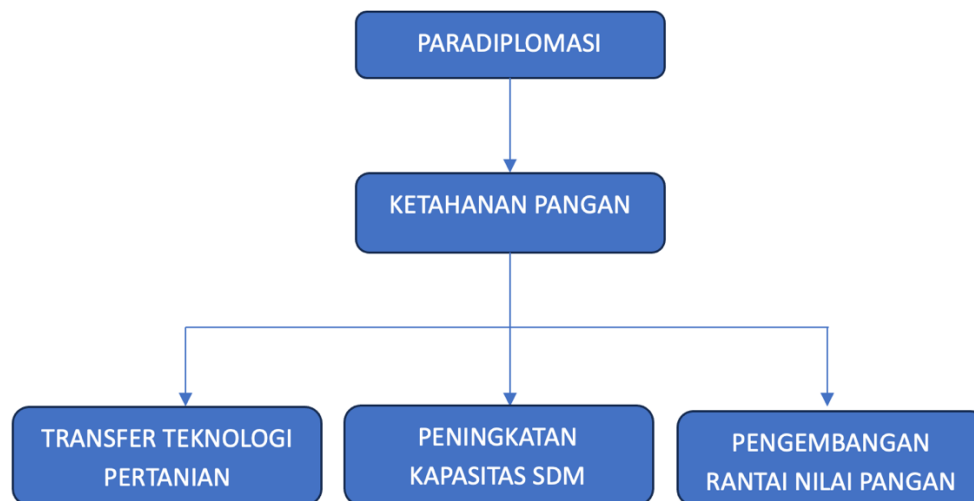 PARADIPLOMASI
KETAHANAN PANGAN
TRANSFER TEKNOLOGI
PERTANIAN
PENINGKATAN
KAPASITAS SDM
PENGEMBANGAN
RANTAI NILAI PANGAN